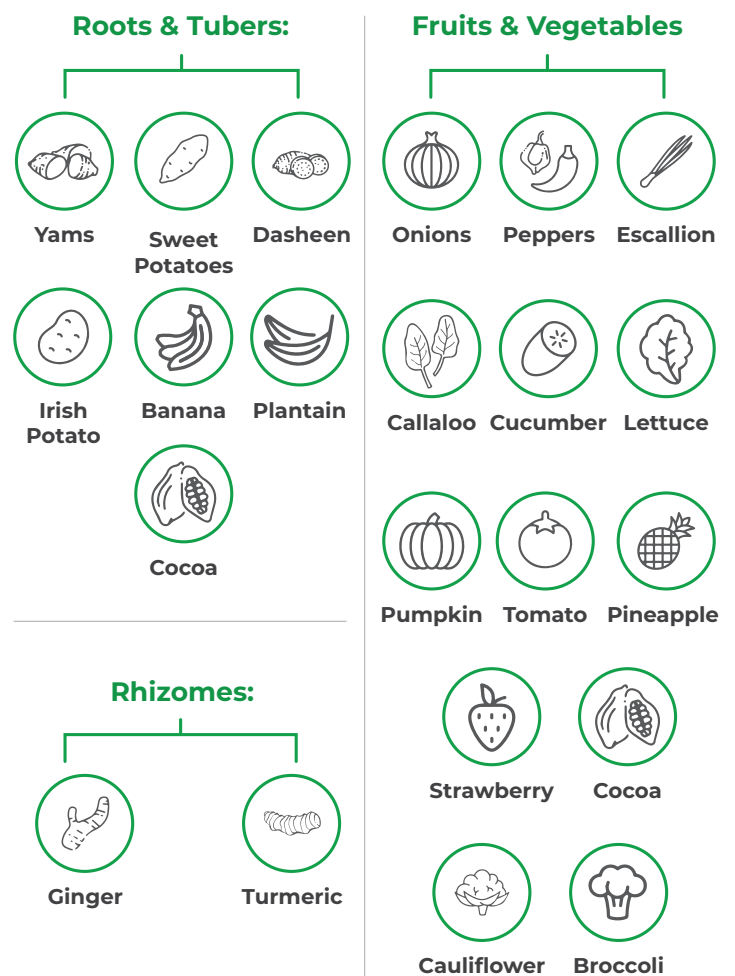 Roots & Tubers:
Yams
Sweet
Potatoes
Dasheen
Irish
Potato
Banana
Plantain
Cocoa
Rhizomes:
Ginger
Turmeric
Fruits & Vegetables
Onions
Peppers
Escallion
Callaloo
Cucumber
Lettuce
Pumpkin
Tomato
Pineapple
Strawberry
Cocoa
Cauliflower
Broccoli